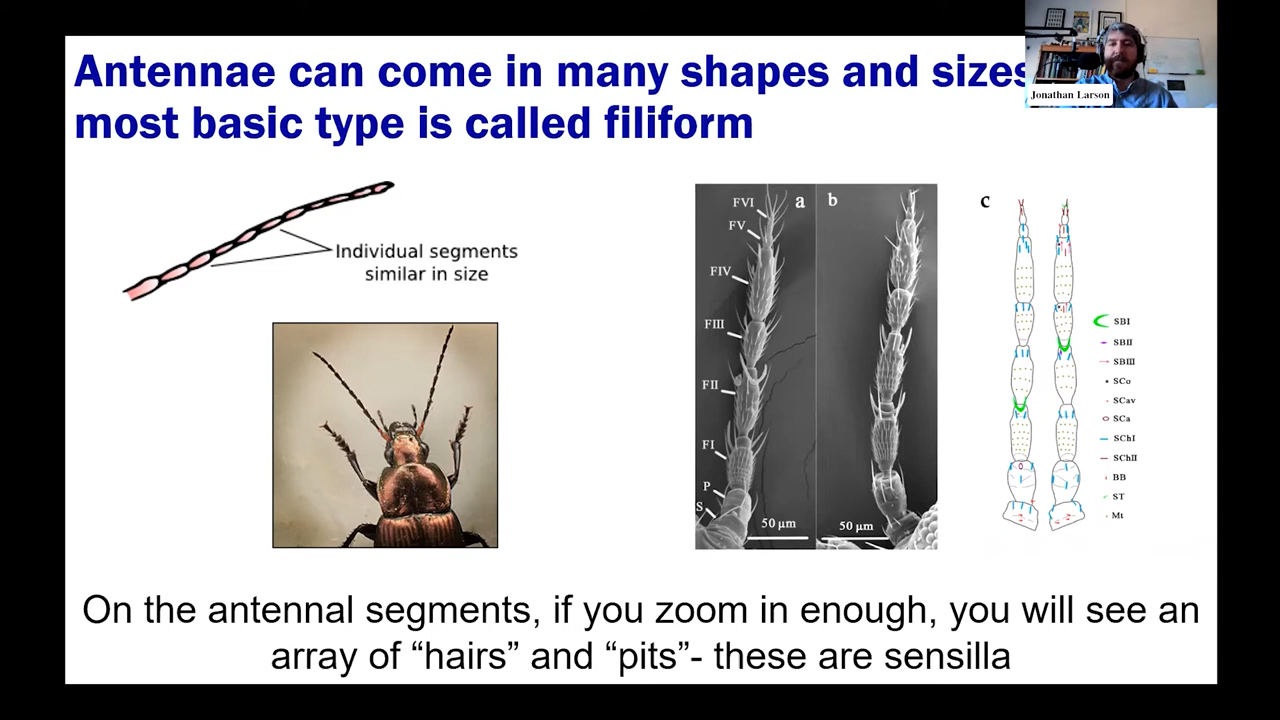 Antennae can come in many shapes and sizes
most basic type is called filiform
Jonathan Larson
Individual segments
similar in size
a
b
c
FVI
FV
FIV
FIII
FII
FI
P
S
50 µm
50 µm
SBI
SBII
SBIII
SCo
SCav
SCa
SChI
SChII
BB
ST
Mt
On the antennal segments, if you zoom in enough, you will see an
array of “hairs” and “pits”- these are sensilla